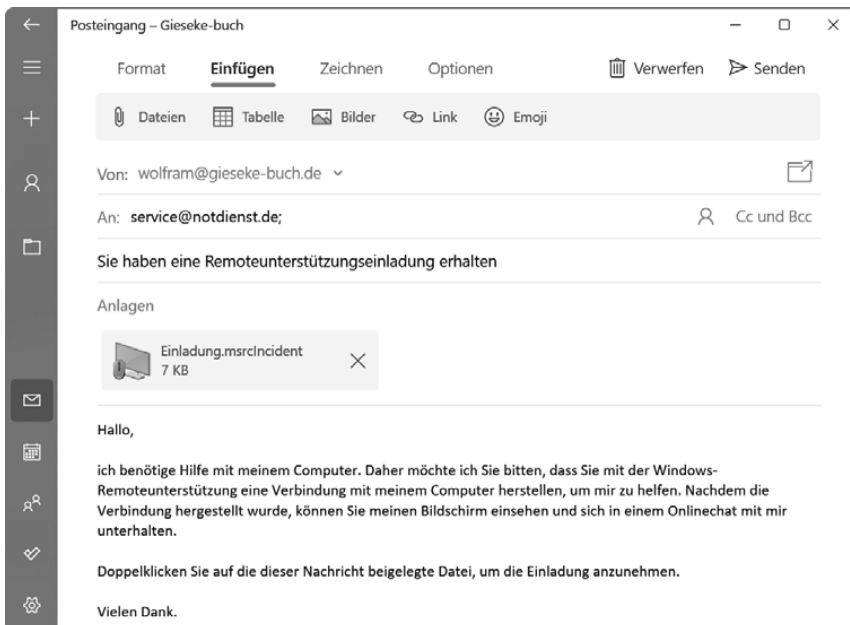 Posteingang – Gieseke-buch
Format Einfügen Zeichnen Optionen Verwerfen Senden
Dateien Tabelle Bilder Link Emoji
Von: wolfram@gieseke-buch.de
An: service@notdienst.de; Cc und Bcc
Sie haben eine Remoteunterstützungseinladung erhalten
Anlagen
Einladung.msrcIncident
7 KB
Hallo,
ich benötige Hilfe mit meinem Computer. Daher möchte ich Sie bitten, dass Sie mit der Windows-
Remoteunterstützung eine Verbindung mit meinem Computer herstellen, um mir zu helfen. Nachdem die
Verbindung hergestellt wurde, können Sie meinen Bildschirm einsehen und sich in einem Onlinechat mit mir
unterhalten.
Doppelklicken Sie auf die dieser Nachricht beigelegte Datei, um die Einladung anzunehmen.
Vielen Dank.